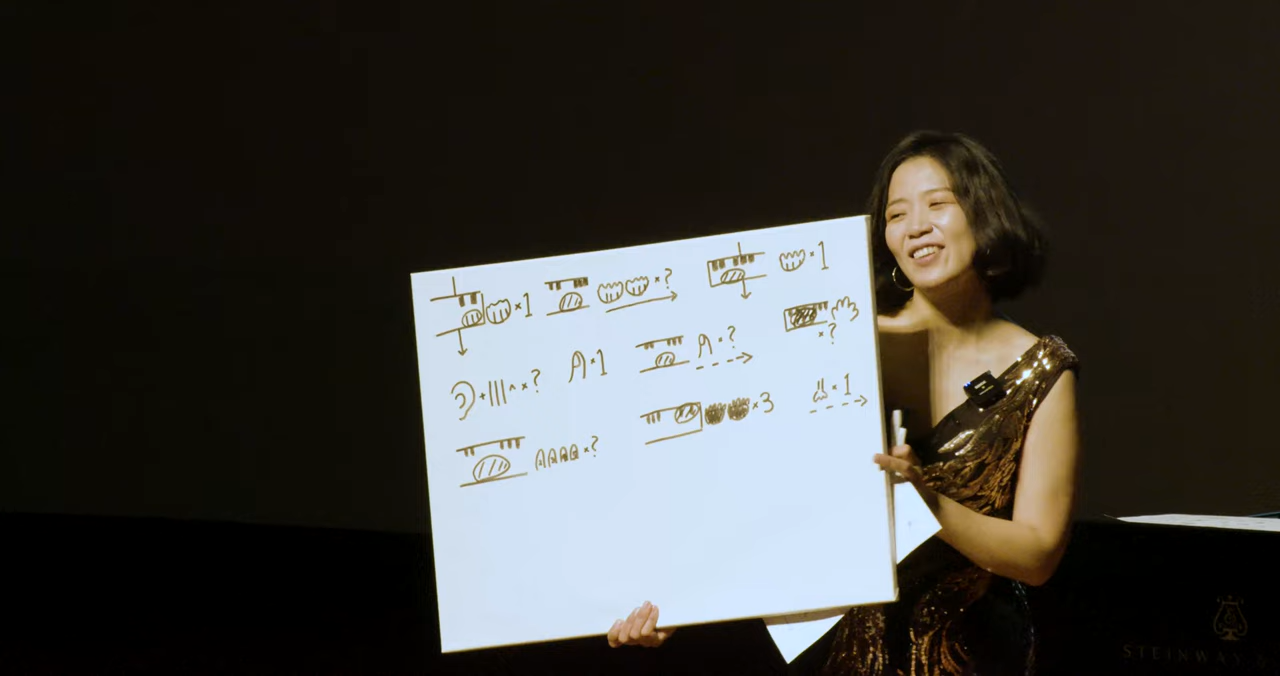 ×1 ×? ×1
×?
+|||^×? ×1 ×?
×3 ×1
×?
STEINWAY &